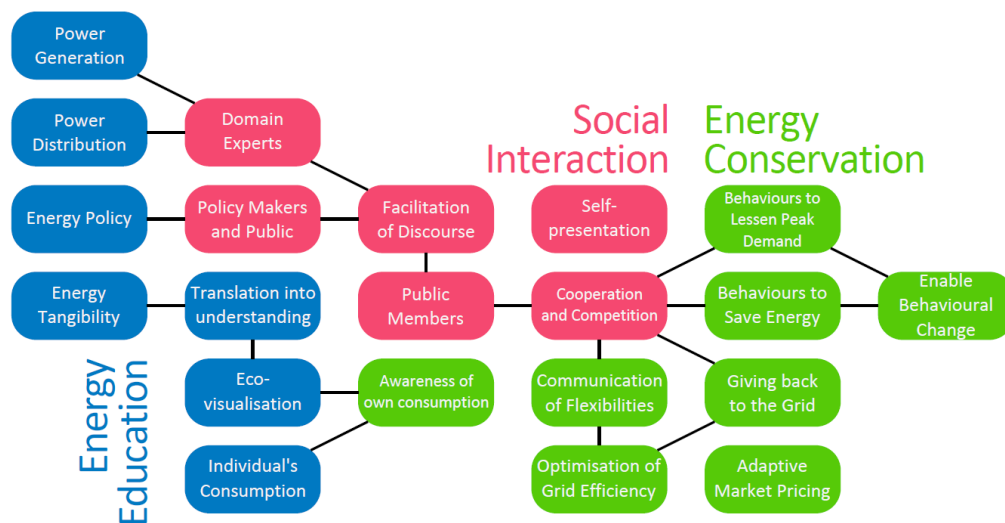 Power
Generation
Power
Distribution
Domain
Experts
Social
Interaction
Energy
Conservation
Energy Policy
Policy Makers
and Public
Facilitation
of Discourse
Self-
presentation
Behaviours to
Lessen Peak
Demand
Energy
Tangibility
Translation into
understanding
Public
Members
Cooperation
and Competition
Behaviours to
Save Energy
Enable
Behavioural
Change
Energy
Education
Eco-
visualisation
Awareness of
own consumption
Communication
of Flexibilities
Giving back
to the Grid
Individual's
Consumption
Optimisation of
Grid Efficiency
Adaptive
Market Pricing